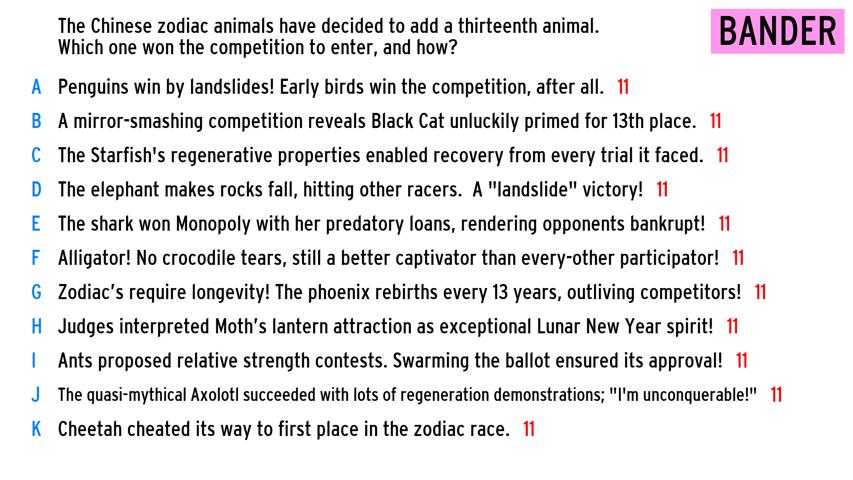 The Chinese zodiac animals have decided to add a thirteenth animal.
Which one won the competition to enter, and how?
BANDER
A Penguins win by landslides! Early birds win the competition, after all. 11
B A mirror-smashing competition reveals Black Cat unluckily primed for 13th place. 11
C The Starfish's regenerative properties enabled recovery from every trial it faced. 11
D The elephant makes rocks fall, hitting other racers.  A "landslide" victory! 11
E The shark won Monopoly with her predatory loans, rendering opponents bankrupt! 11
F Alligator! No crocodile tears, still a better captivator than every-other participator! 11
G Zodiac’s require longevity! The phoenix rebirths every 13 years, outliving competitors! 11
H Judges interpreted Moth’s lantern attraction as exceptional Lunar New Year spirit! 11
I Ants proposed relative strength contests. Swarming the ballot ensured its approval! 11
J The quasi-mythical Axolotl succeeded with lots of regeneration demonstrations; "I'm unconquerable!" 11
K Cheetah cheated its way to first place in the zodiac race. 11